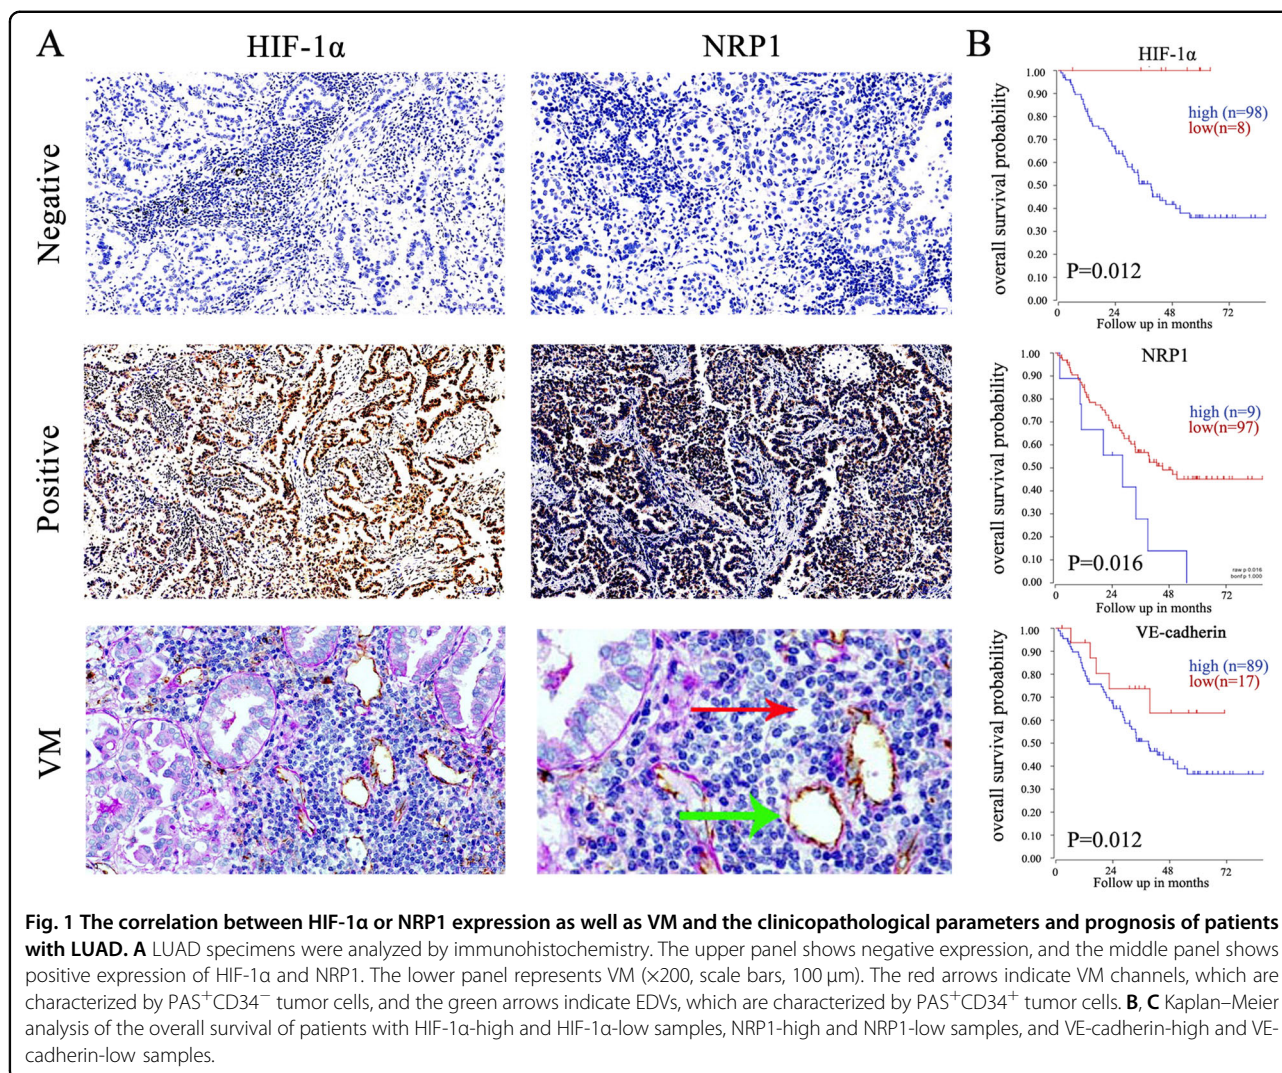 A
HIF-1α
NRP1
Negative
Positive
VM
B
HIF-1α
overall survival probability
1.00
0.90
0.80
0.70
0.60
0.50
0.40
0.30
0.20
0.10
0.00
high (n=98)
low(n=8)
P=0.012
0 24 48 72
Follow up in months
NRP1
overall survival probability
1.00
0.90
0.80
0.70
0.60
0.50
0.40
0.30
0.20
0.10
0.00
high (n=9)
low(n=97)
P=0.016
raw p 0.016
bonf p 1.000
0 24 48 72
Follow up in months
VE-cadherin
overall survival probability
1.00
0.90
0.80
0.70
0.60
0.50
0.40
0.30
0.20
0.10
0.00
high (n=89)
low(n=17)
P=0.012
0 24 48 72
Follow up in months
Fig. 1 The correlation between HIF-1α or NRP1 expression as well as VM and the clinicopathological parameters and prognosis of patients
with LUAD. A LUAD specimens were analyzed by immunohistochemistry. The upper panel shows negative expression, and the middle panel shows
positive expression of HIF-1α and NRP1. The lower panel represents VM (×200, scale bars, 100 μm). The red arrows indicate VM channels, which are
characterized by PAS⁺CD34⁻ tumor cells, and the green arrows indicate EDVs, which are characterized by PAS⁺CD34⁺ tumor cells. B, C Kaplan–Meier
analysis of the overall survival of patients with HIF-1α-high and HIF-1α-low samples, NRP1-high and NRP1-low samples, and VE-cadherin-high and VE-
cadherin-low samples.